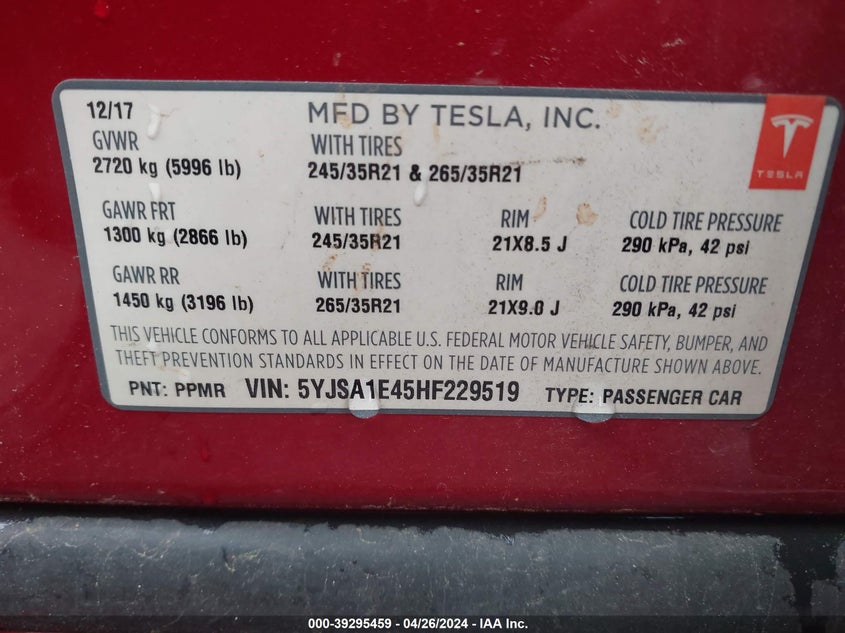 12/17 MFD BY TESLA, INC.
GVWR WITH TIRES
2720 kg (5996 lb) 245/35R21 & 265/35R21
TESLA
GAWR FRT WITH TIRES RIM COLD TIRE PRESSURE
1300 kg (2866 lb) 245/35R21 21X8.5 J 290 kPa, 42 psi
GAWR RR WITH TIRES RIM COLD TIRE PRESSURE
1450 kg (3196 lb) 265/35R21 21X9.0 J 290 kPa, 42 psi
THIS VEHICLE CONFORMS TO ALL APPLICABLE U.S. FEDERAL MOTOR VEHICLE SAFETY, BUMPER, AND
THEFT PREVENTION STANDARDS IN EFFECT ON THE DATE OF MANUFACTURE SHOWN ABOVE.
PNT: PPMR VIN: 5YJSA1E45HF229519 TYPE: PASSENGER CAR
000-39295459 - 04/26/2024 - IAA Inc.